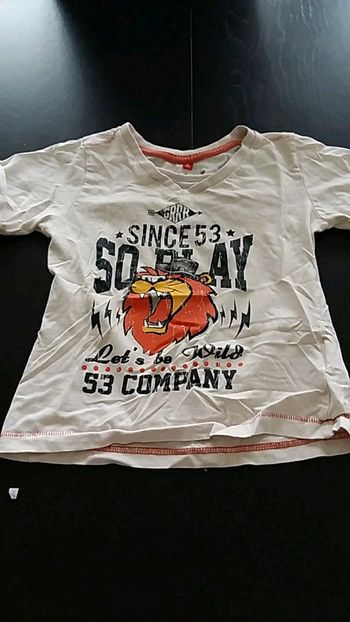 GRRR
SINCE 53
SO PLAY
Let's be Wild
53 COMPANY